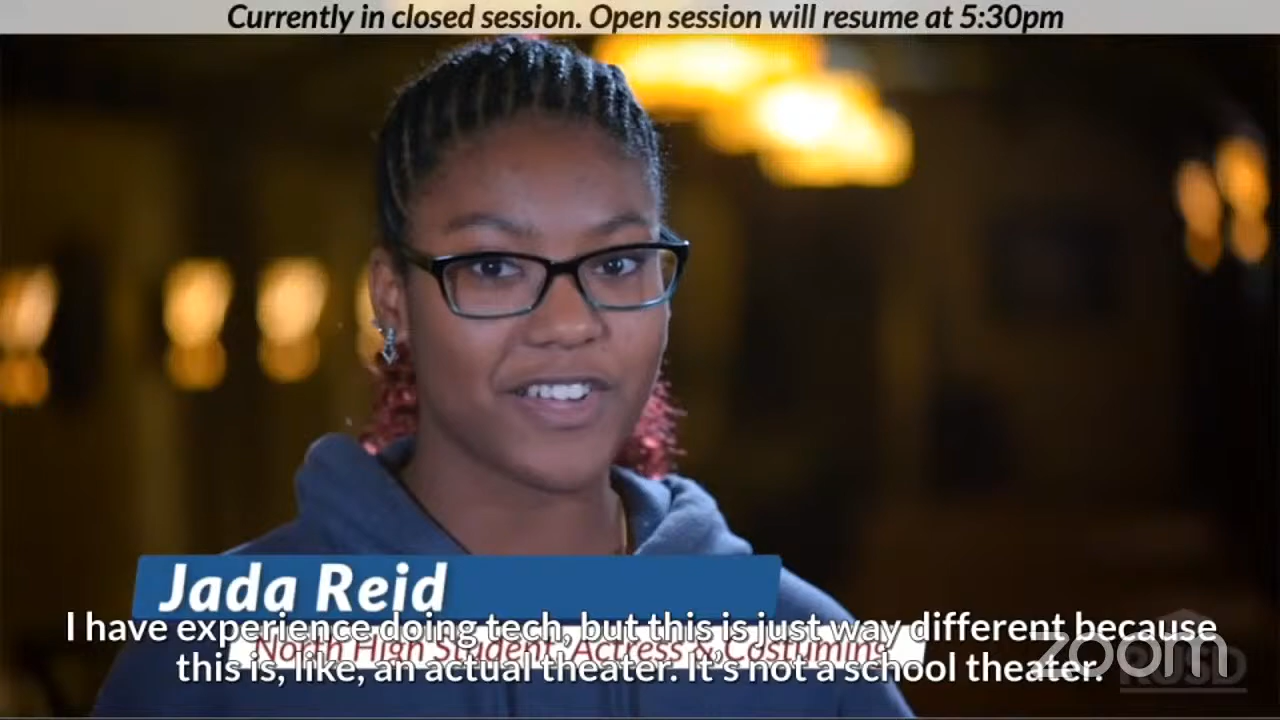 Currently in closed session. Open session will resume at 5:30pm
Jada Reid
I have experience doing tech, but this is just way different because
North High Student, Actress & Costuming
this is, like, an actual theater. It's not a school theater.
zoom
RUSD